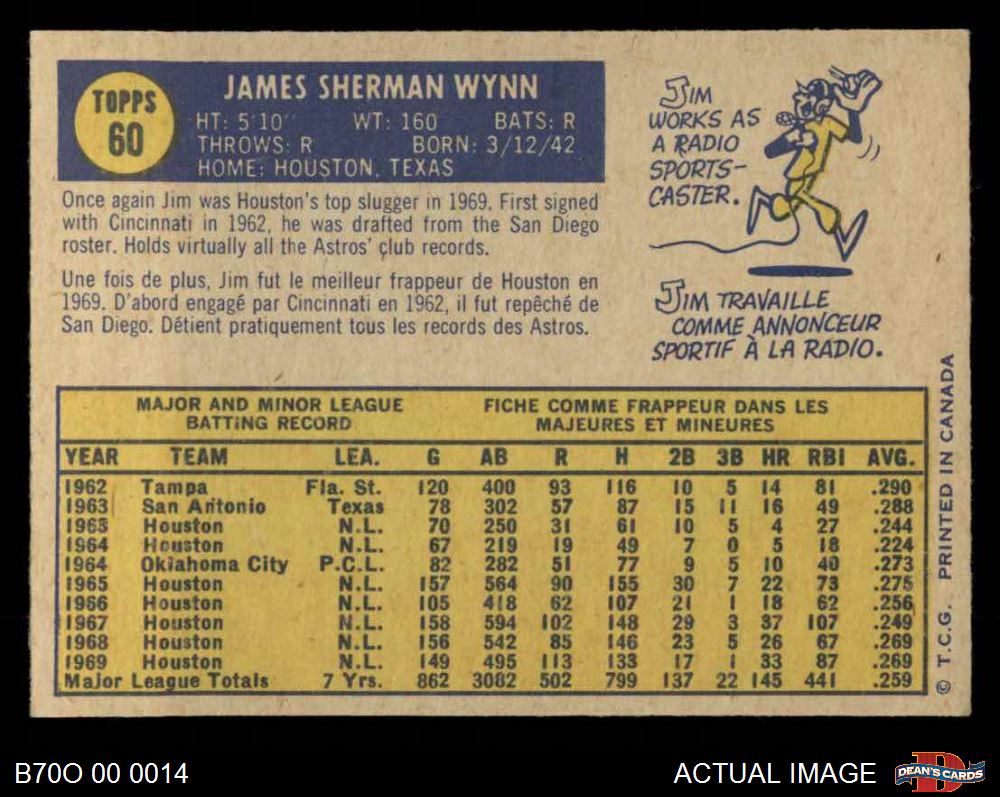 TOPPS
60
JAMES SHERMAN WYNN
HT: 5'10" WT: 160 BATS: R
THROWS: R BORN: 3/12/42
HOME: HOUSTON, TEXAS
Once again Jim was Houston's top slugger in 1969. First signed
with Cincinnati in 1962, he was drafted from the San Diego
roster. Holds virtually all the Astros' club records.
Une fois de plus, Jim fut le meilleur frappeur de Houston en
1969. D'abord engagé par Cincinnati en 1962, il fut repêché de
San Diego. Détient pratiquement tous les records des Astros.
JIM
WORKS AS
A RADIO
SPORTS-
CASTER.
JIM TRAVAILLE
COMME ANNONCEUR
SPORTIF À LA RADIO.
MAJOR AND MINOR LEAGUE
BATTING RECORD
FICHE COMME FRAPPEUR DANS LES
MAJEURES ET MINEURES
YEAR TEAM LEA. G AB R H 2B 3B HR RBI AVG.
1962 Tampa Fla. St. 120 400 93 116 10 5 14 81 .290
1963 San Antonio Texas 78 302 57 87 15 11 16 49 .288
1963 Houston N.L. 70 250 31 61 10 5 4 27 .244
1964 Houston N.L. 67 219 19 49 7 0 5 18 .224
1964 Oklahoma City P.C.L. 82 282 51 77 9 5 10 40 .273
1965 Houston N.L. 157 564 90 155 30 7 22 73 .275
1966 Houston N.L. 105 418 62 107 21 1 18 62 .256
1967 Houston N.L. 158 594 102 148 29 3 37 107 .249
1968 Houston N.L. 156 542 85 146 23 5 26 67 .269
1969 Houston N.L. 149 495 113 133 17 1 33 87 .269
Major League Totals 7 Yrs. 862 3082 502 799 137 22 145 441 .259
© T.C.G. PRINTED IN CANADA
B70O 00 0014
ACTUAL IMAGE
D
DEAN'S CARDS